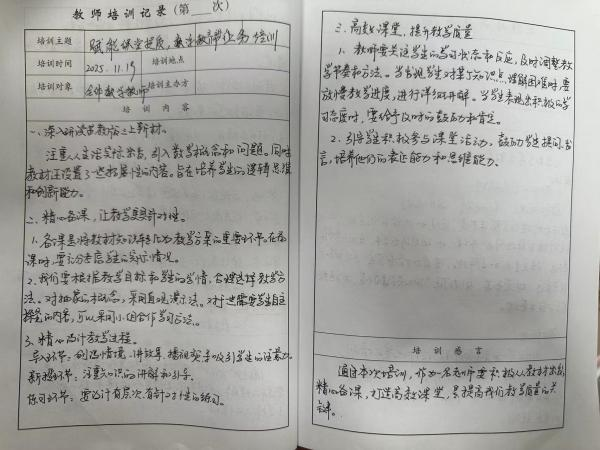 教师培训记录（第 次）
培训主题 赋能课堂提质，数学教师业务培训
培训时间 2025.11.19 培训地点
培训对象 全体数学教师 培训主办方
培训内容
一、深入研读苏教版三上新材。
注重从生活实际出发，引入数学概念和问题。同时
教材还设置了一些拓展性的内容。旨在培养学生的逻辑思维
和创新能力。
二、精心备课，让教学更具针对性。
1、备课是将教材知识转化为教学方案的重要环节。在备
课时，要充分考虑学生的实际情况。
2、我们要根据教学目标和学生的学情，合理选择教学方
法。对抽象的概念，采用直观演示法。对于些需要学生自主
探究的内容，可以采用小组合作学习方法。
3、精心设计教学过程。
导入环节：创设情境、讲故事、播放视频等吸引学生的注意力。
新授环节：注重知识的讲解和引导。
练习环节：要设计有层次、有针对性的练习。
三、高效课堂，提升教学质量
1、教师要关注学生的学习状态和反应，及时调整教
学节奏和方法。当发现学生对某个知识点理解困难时，要
放慢教学进度，进行详细讲解。当学生表现出积极的学
习态度时，要给予及时的鼓励和肯定。
2、引导学生积极参与课堂活动。鼓励学生提问、发
言，培养他们的表达能力和思维能力。
培训感言
通过本次培训，作为一名老师要积极从教材出发，
精心备课，打造高效课堂，是提高我们教学质量的关
键。